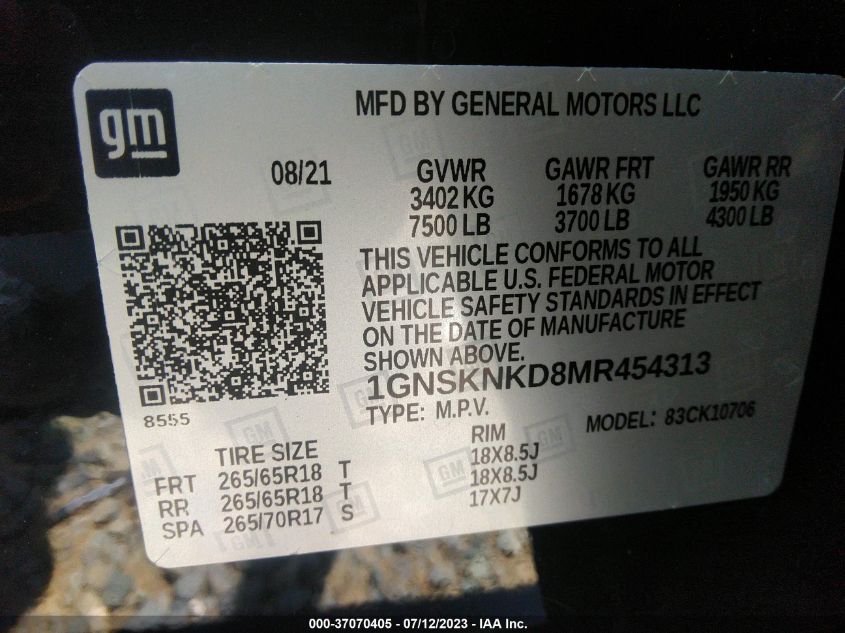 gm
MFD BY GENERAL MOTORS LLC
08/21 GVWR GAWR FRT GAWR RR
3402 KG 1678 KG 1950 KG
7500 LB 3700 LB 4300 LB
THIS VEHICLE CONFORMS TO ALL
APPLICABLE U.S. FEDERAL MOTOR
VEHICLE SAFETY STANDARDS IN EFFECT
ON THE DATE OF MANUFACTURE
SHOWN ABOVE.
1GNSKNKD8MR454313
8555
TYPE: M.P.V. MODEL: 83CK10706
TIRE SIZE RIM
FRT 265/65R18 T 18X8.5J
RR 265/65R18 T 18X8.5J
SPA 265/70R17 S 17X7J
000-37070405 - 07/12/2023 - IAA Inc.